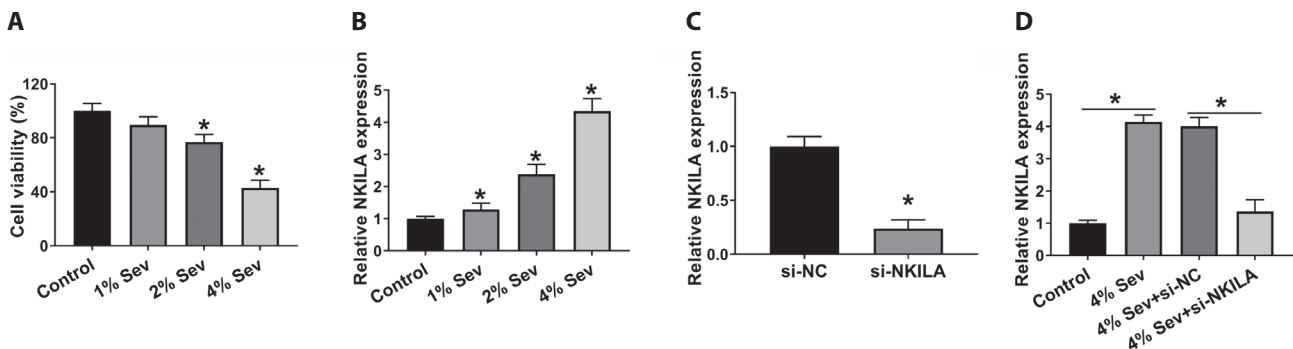 A
Cell viability (%)
120
80
40
0
*
*
Control
1% Sev
2% Sev
4% Sev
B
Relative NKILA expression
5
4
3
2
1
0
*
*
*
Control
1% Sev
2% Sev
4% Sev
C
Relative NKILA expression
1.5
1.0
0.5
0.0
*
si-NC
si-NKILA
D
Relative NKILA expression
5
4
3
2
1
0
*
*
Control
4% Sev
4% Sev+si-NC
4% Sev+si-NKILA